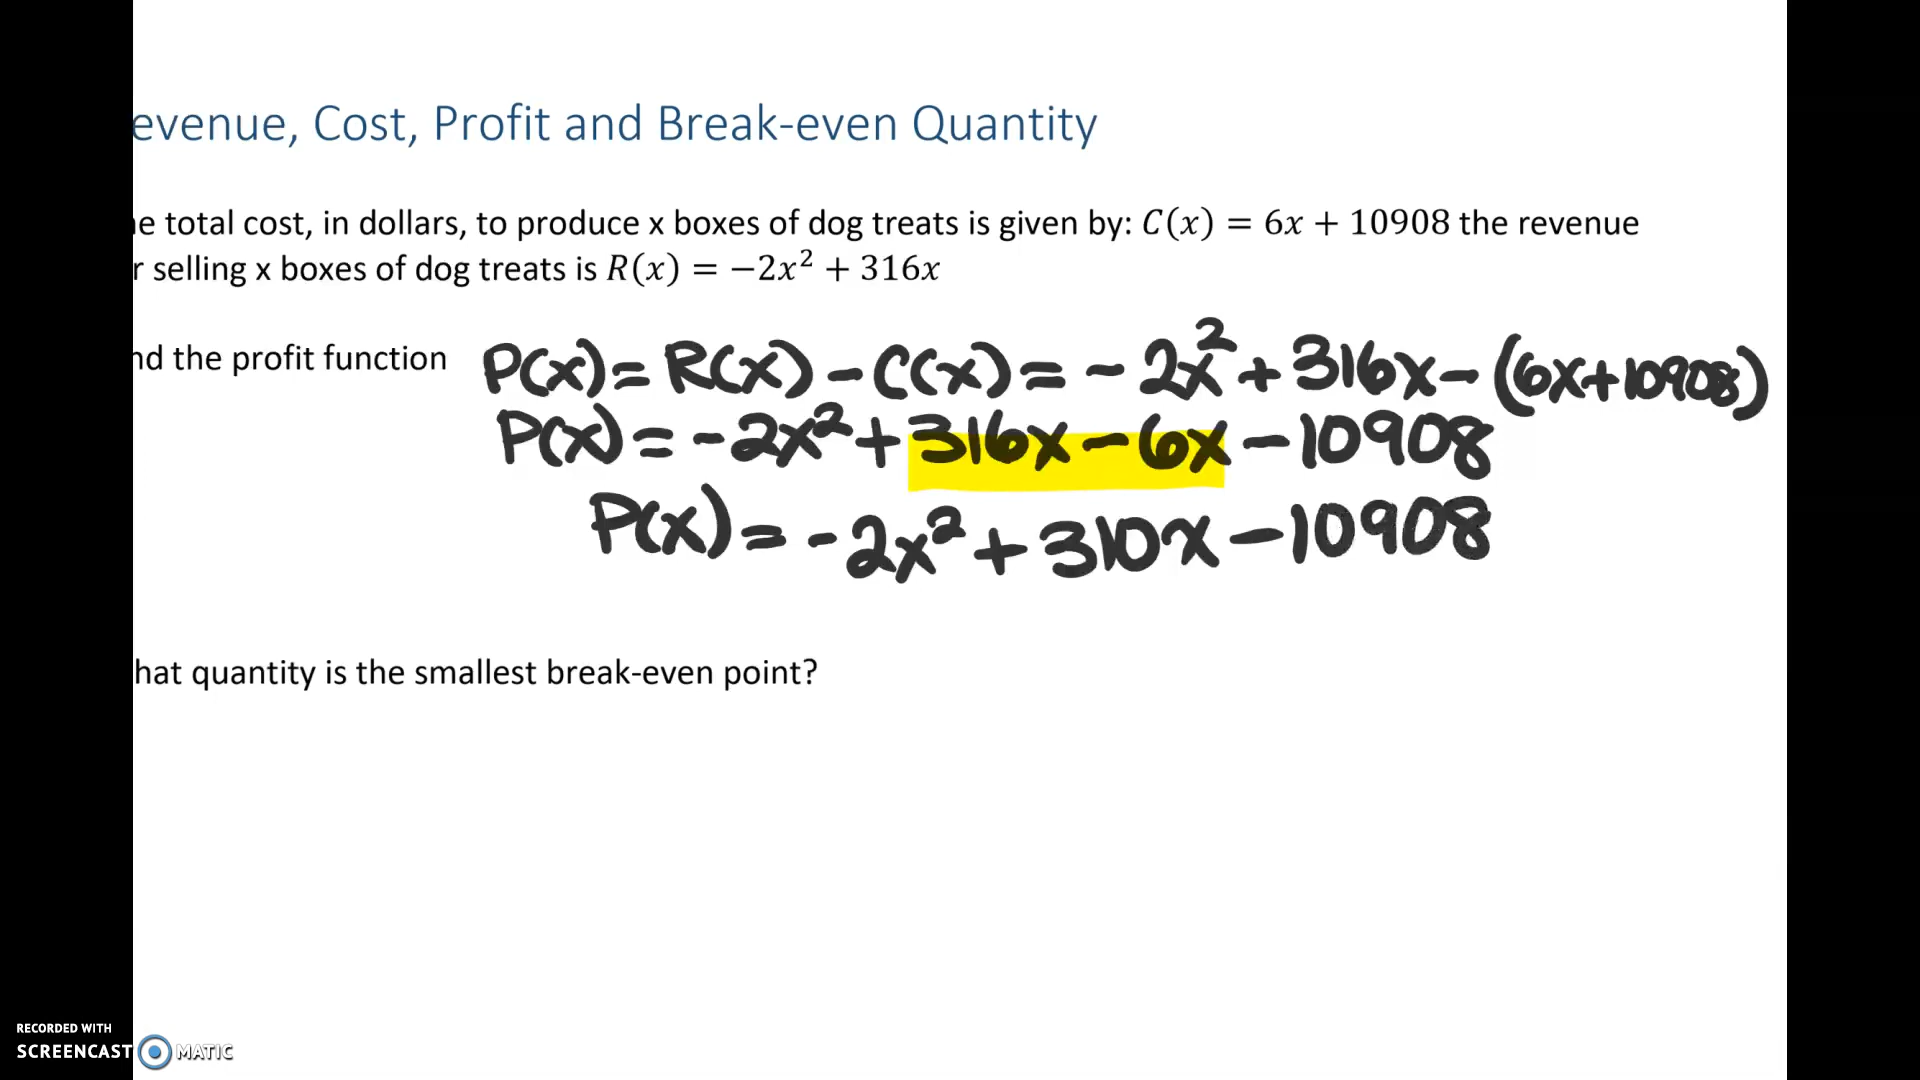 evenue, Cost, Profit and Break-even Quantity
e total cost, in dollars, to produce x boxes of dog treats is given by: C(x) = 6x + 10908 the revenue
r selling x boxes of dog treats is R(x) = −2x² + 316x
nd the profit function
P(x) = R(x) - C(x) = - 2x² + 316x - (6x+10908)
P(x) = -2x² + 316x - 6x - 10908
P(x) = -2x² + 310x - 10908
hat quantity is the smallest break-even point?
RECORDED WITH
SCREENCAST MATIC